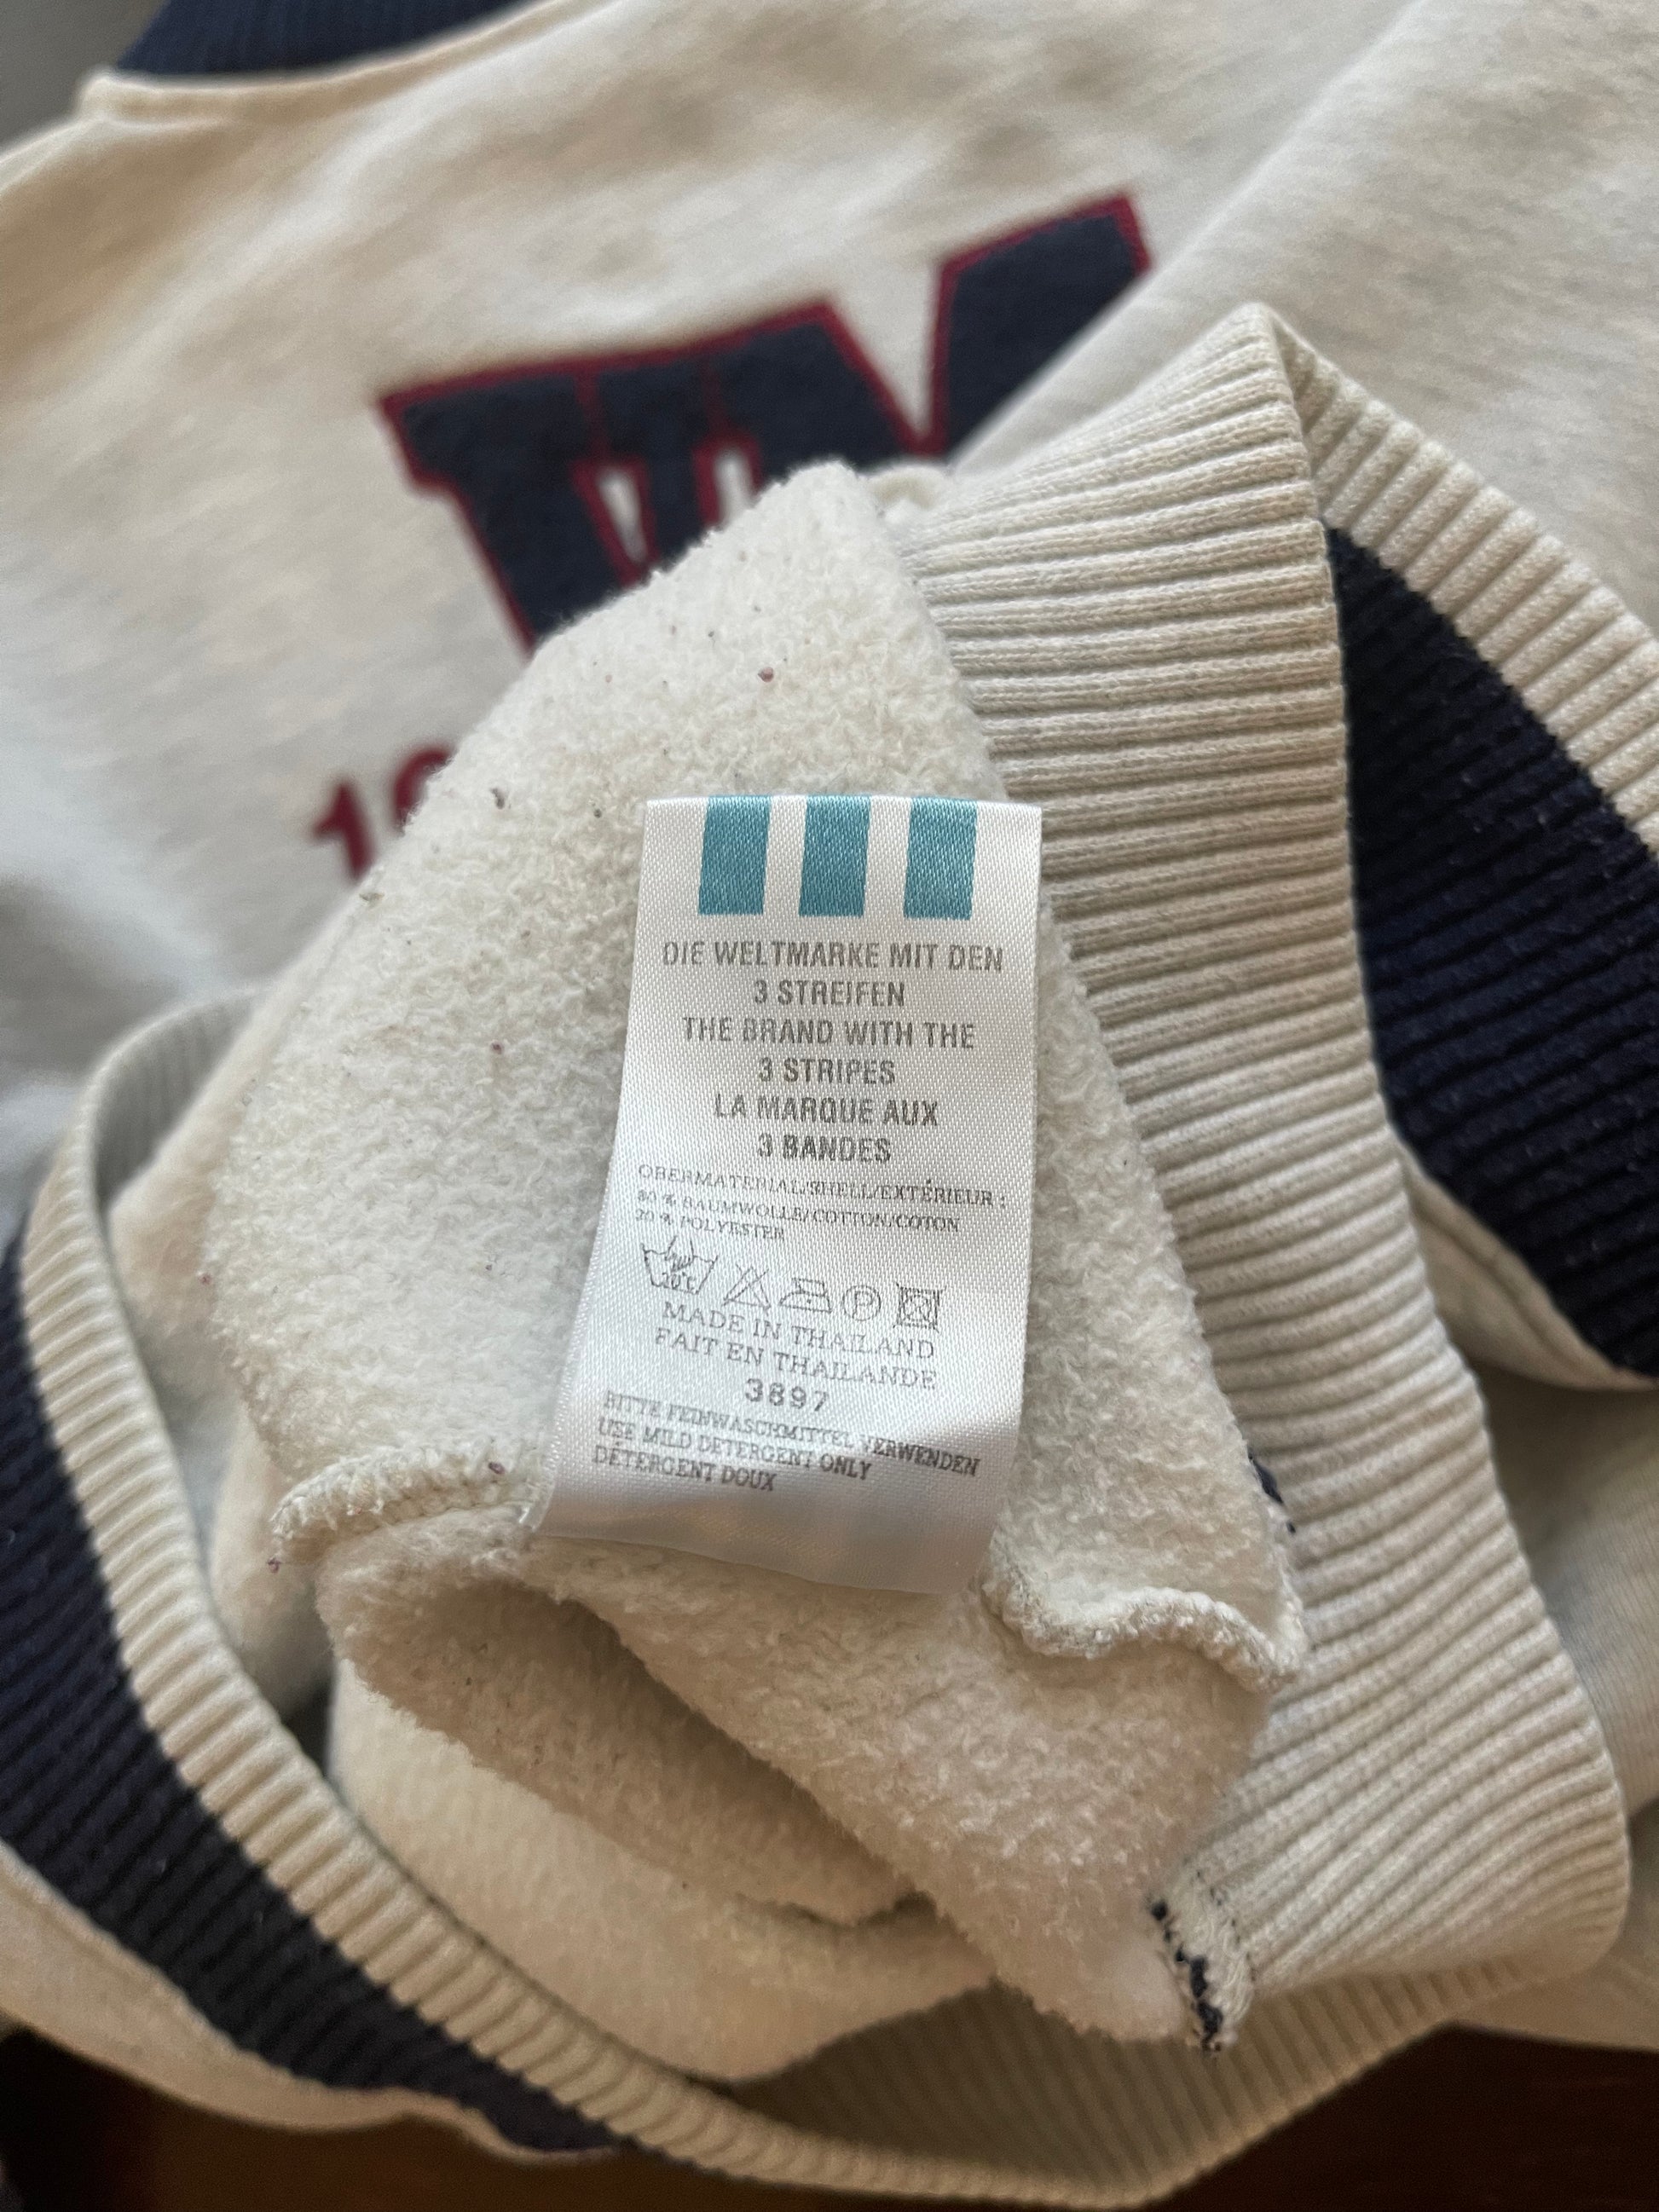 DIE WELTMARKE MIT DEN
3 STREIFEN
THE BRAND WITH THE
3 STRIPES
LA MARQUE AUX
3 BANDES
OBERMATERIAL/SHELL/EXTÉRIEUR :
80 % BAUMWOLLE/COTTON/COTON
20 % POLYESTER
P
MADE IN THAILAND
FAIT EN THAILANDE
3897
BITTE FEINWASCHMITTEL VERWENDEN
USE MILD DETERGENT ONLY
DÉTERGENT DOUX